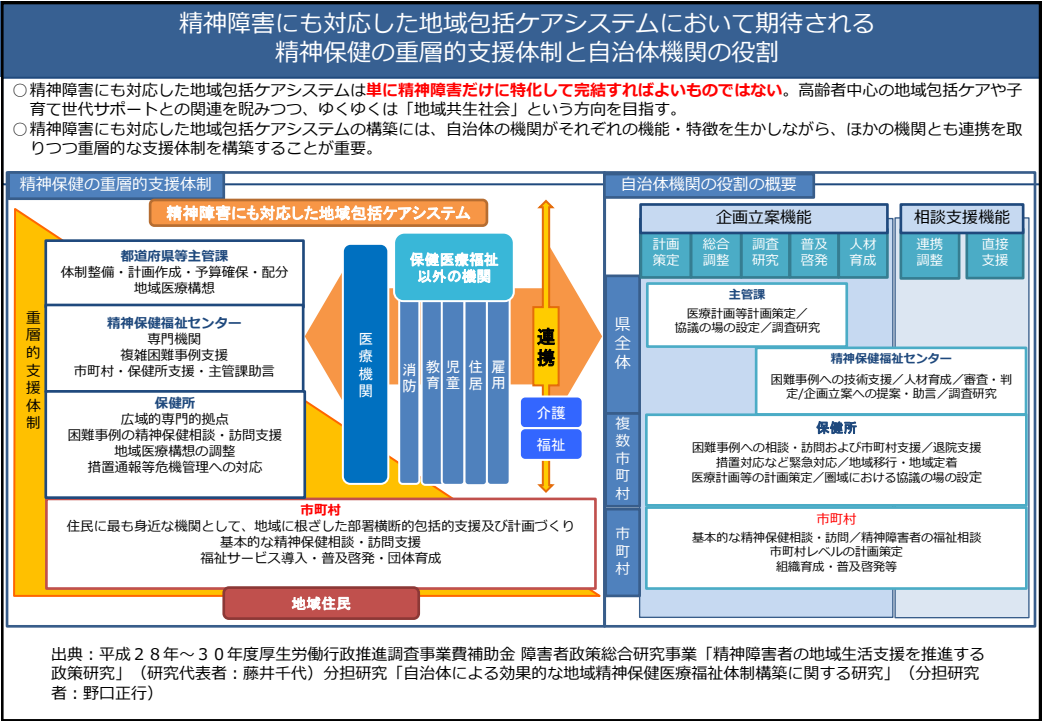 精神障害にも対応した地域包括ケアシステムにおいて期待される
精神保健の重層的支援体制と自治体機関の役割
○精神障害にも対応した地域包括ケアシステムは単に精神障害だけに特化して完結すればよいものではない。高齢者中心の地域包括ケアや子
育て世代サポートとの関連を睨みつつ、ゆくゆくは「地域共生社会」という方向を目指す。
○精神障害にも対応した地域包括ケアシステムの構築には、自治体の機関がそれぞれの機能・特徴を生かしながら、ほかの機関とも連携を取
りつつ重層的な支援体制を構築することが重要。
精神保健の重層的支援体制
精神障害にも対応した地域包括ケアシステム
重層的支援体制
都道府県等主管課
体制整備・計画作成・予算確保・配分
地域医療構想
精神保健福祉センター
専門機関
複雑困難事例支援
市町村・保健所支援・主管課助言
保健所
広域的専門的拠点
困難事例の精神保健相談・訪問支援
地域医療構想の調整
措置通報等危機管理への対応
医療機関
保健医療福祉
以外の機関
消防
教育
児童
住居
雇用
連携
介護
福祉
市町村
住民に最も身近な機関として、地域に根ざした部署横断的包括的支援及び計画づくり
基本的な精神保健相談・訪問支援
福祉サービス導入・普及啓発・団体育成
地域住民
自治体機関の役割の概要
企画立案機能
相談支援機能
計画
策定
総合
調整
調査
研究
普及
啓発
人材
育成
連携
調整
直接
支援
県全体
主管課
医療計画等計画策定／
協議の場の設定／調査研究
精神保健福祉センター
困難事例への技術支援／人材育成／審査・判
定/企画立案への提案・助言／調査研究
複数市町村
保健所
困難事例への相談・訪問および市町村支援／退院支援
措置対応など緊急対応／地域移行・地域定着
医療計画等の計画策定／圏域における協議の場の設定
市町村
市町村
基本的な精神保健相談・訪問／精神障害者の福祉相談
市町村レベルの計画策定
組織育成・普及啓発等
出典：平成２８年～３０年度厚生労働行政推進調査事業費補助金 障害者政策総合研究事業「精神障害者の地域生活支援を推進する
政策研究」（研究代表者：藤井千代）分担研究「自治体による効果的な地域精神保健医療福祉体制構築に関する研究」（分担研究
者：野口正行）